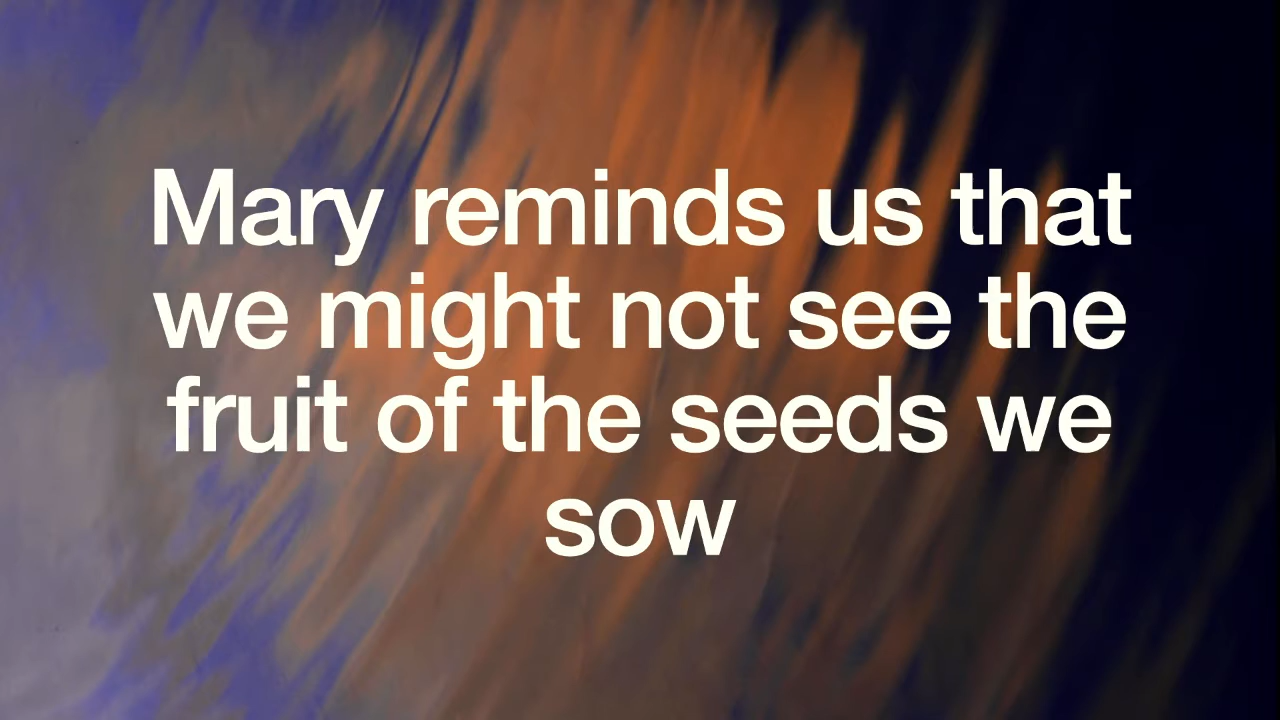 Mary reminds us that
we might not see the
fruit of the seeds we
sow